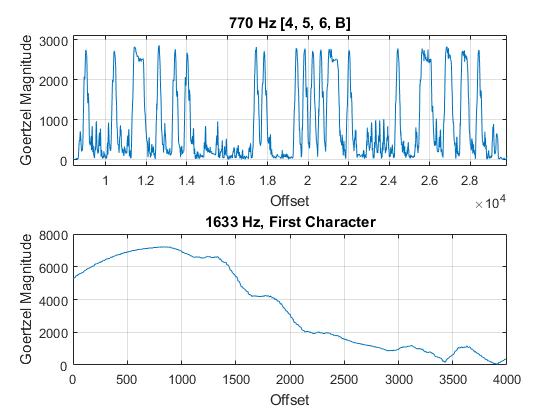 770 Hz [4, 5, 6, B]
3000
2000
1000
0
Goertzel Magnitude
1 1.2 1.4 1.6 1.8 2 2.2 2.4 2.6 2.8
×10⁴
Offset
1633 Hz, First Character
8000
6000
4000
2000
0
Goertzel Magnitude
0 500 1000 1500 2000 2500 3000 3500 4000
Offset